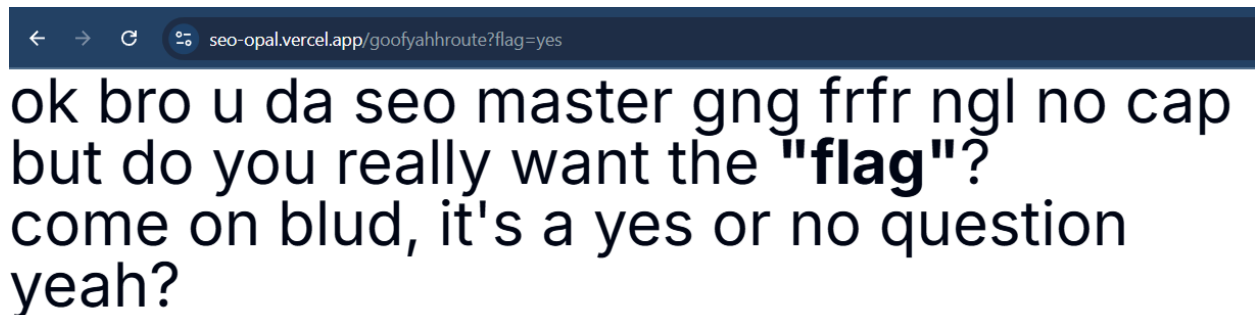 seo-opal.vercel.app/goofyahhroute?flag=yes
ok bro u da seo master gng frfr ngl no cap
but do you really want the "flag"?
come on blud, it's a yes or no question
yeah?